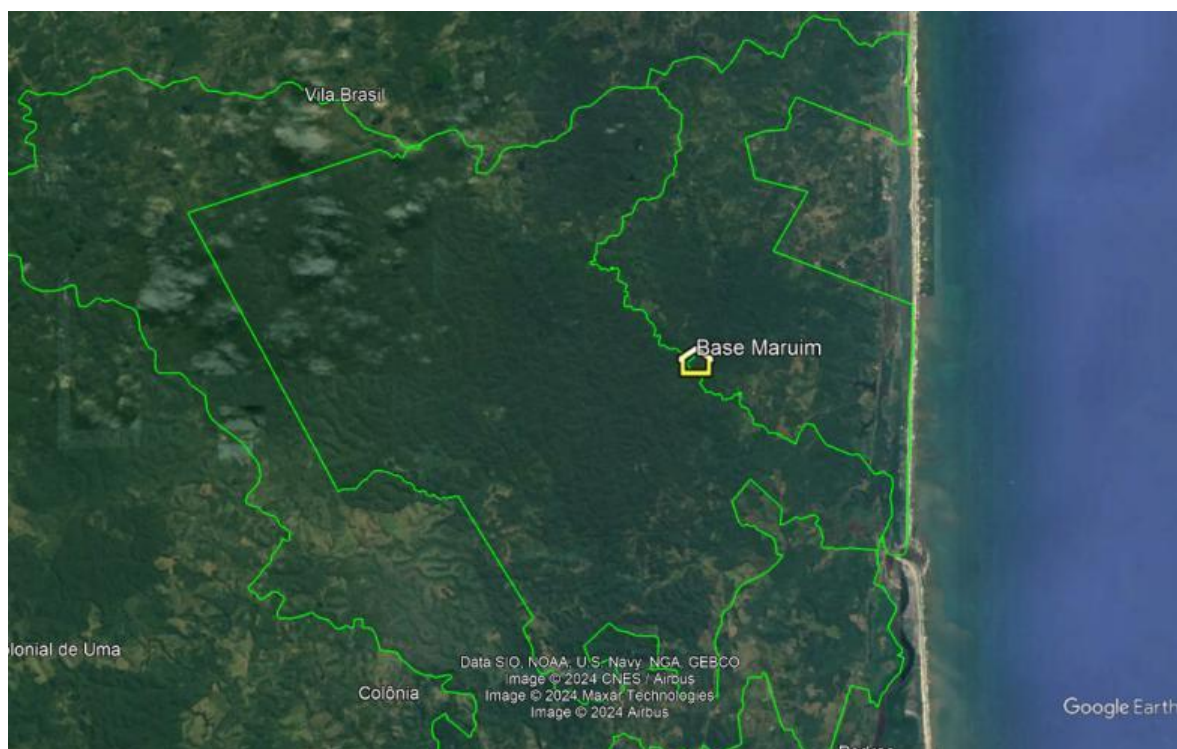 Vila Brasil
Base Maruim
olonial de Uma
Colônia
Data SIO, NOAA, U.S. Navy, NGA, GEBCO
Image © 2024 CNES / Airbus
Image © 2024 Maxar Technologies
Image © 2024 Airbus
Google Earth